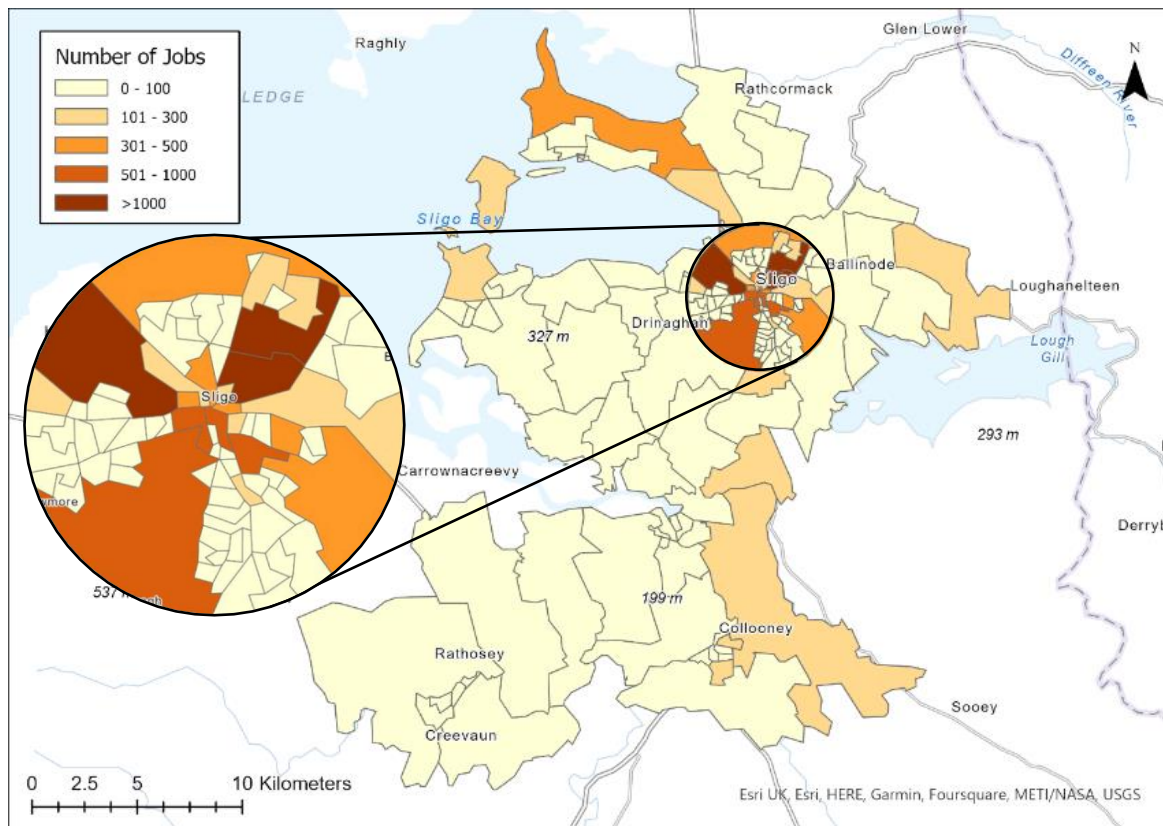 Number of Jobs
0 - 100
101 - 300
301 - 500
501 - 1000
>1000
Raghly
LEDGE
Glen Lower
Diffreen River
N
Rathcormack
Sligo Bay
Sligo
Ballinode
Loughanelteen
Drinaghan
327 m
Lough
Gill
293 m
Sligo
ymore
537
Carrownacreevy
Derryb
199 m
Collooney
Rathosey
Sooey
Creevaun
0 2.5 5 10 Kilometers
Esri UK, Esri, HERE, Garmin, Foursquare, METI/NASA, USGS